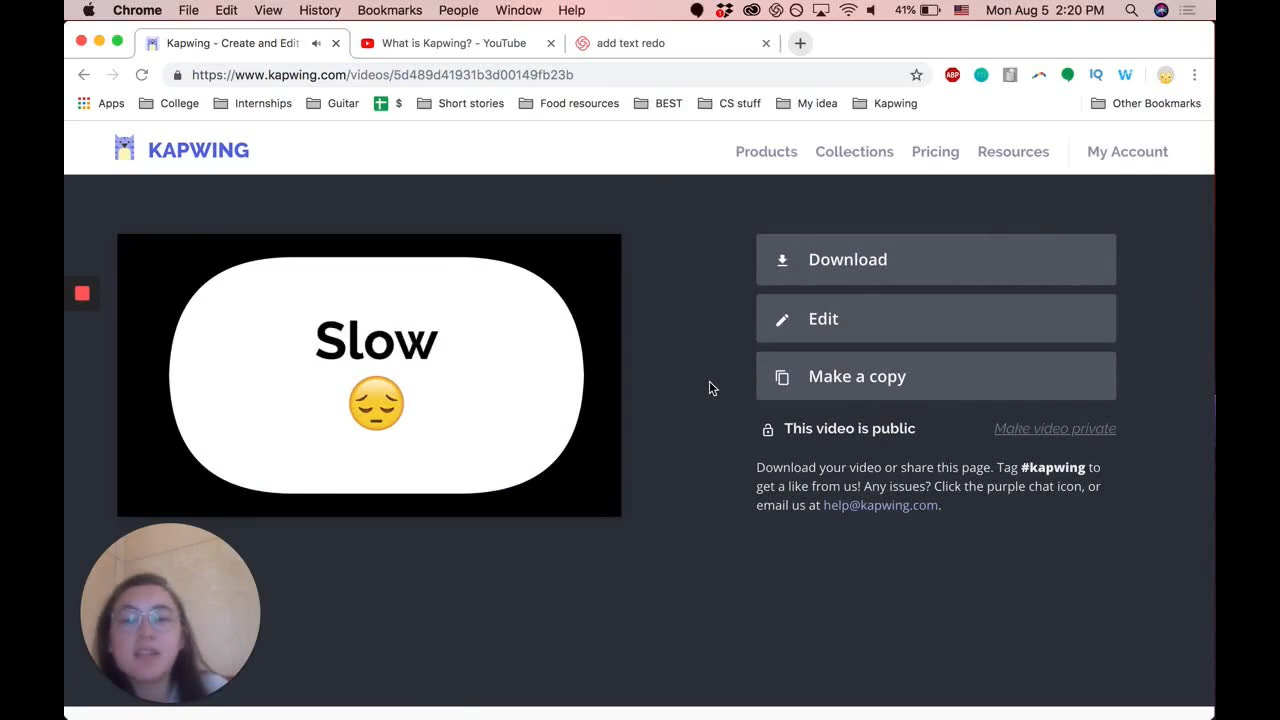 Chrome File Edit View History Bookmarks People Window Help 41% Mon Aug 5 2:20 PM
Kapwing - Create and Edit What is Kapwing? - YouTube add text redo
https://www.kapwing.com/videos/5d489d41931b3d00149fb23b ABP IQ W
Apps College Internships Guitar $ Short stories Food resources BEST CS stuff My idea Kapwing Other Bookmarks
KAPWING Products Collections Pricing Resources My Account
Slow
Download
Edit
Make a copy
This video is public Make video private
Download your video or share this page. Tag #kapwing to
get a like from us! Any issues? Click the purple chat icon, or
email us at help@kapwing.com.